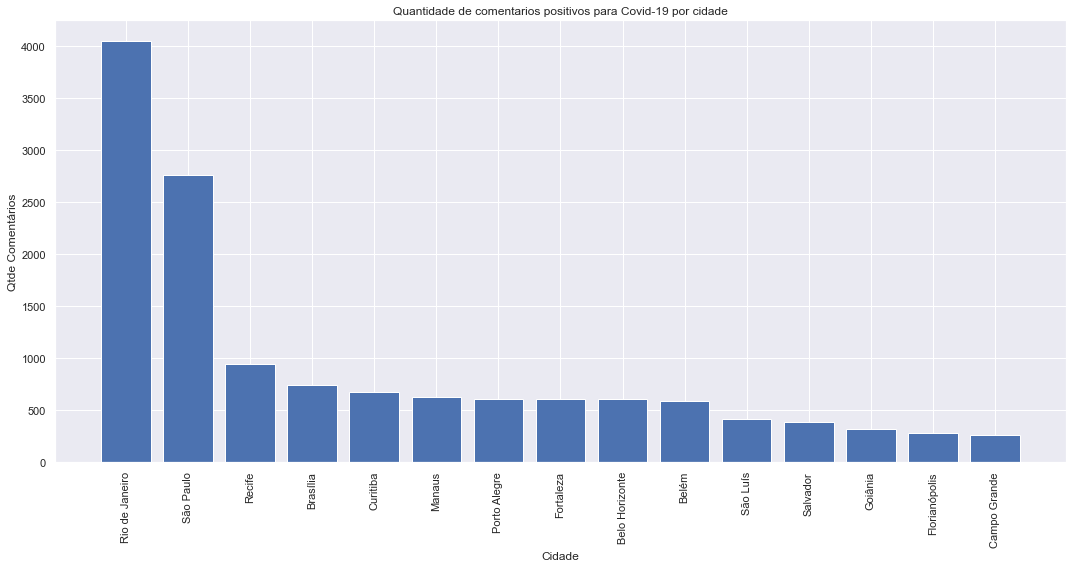 Quantidade de comentarios positivos para Covid-19 por cidade
Qtde Comentários
4000
3500
3000
2500
2000
1500
1000
500
0
Rio de Janeiro
São Paulo
Recife
Brasília
Curitiba
Manaus
Porto Alegre
Fortaleza
Belo Horizonte
Belém
São Luís
Salvador
Goiânia
Florianópolis
Campo Grande
Cidade